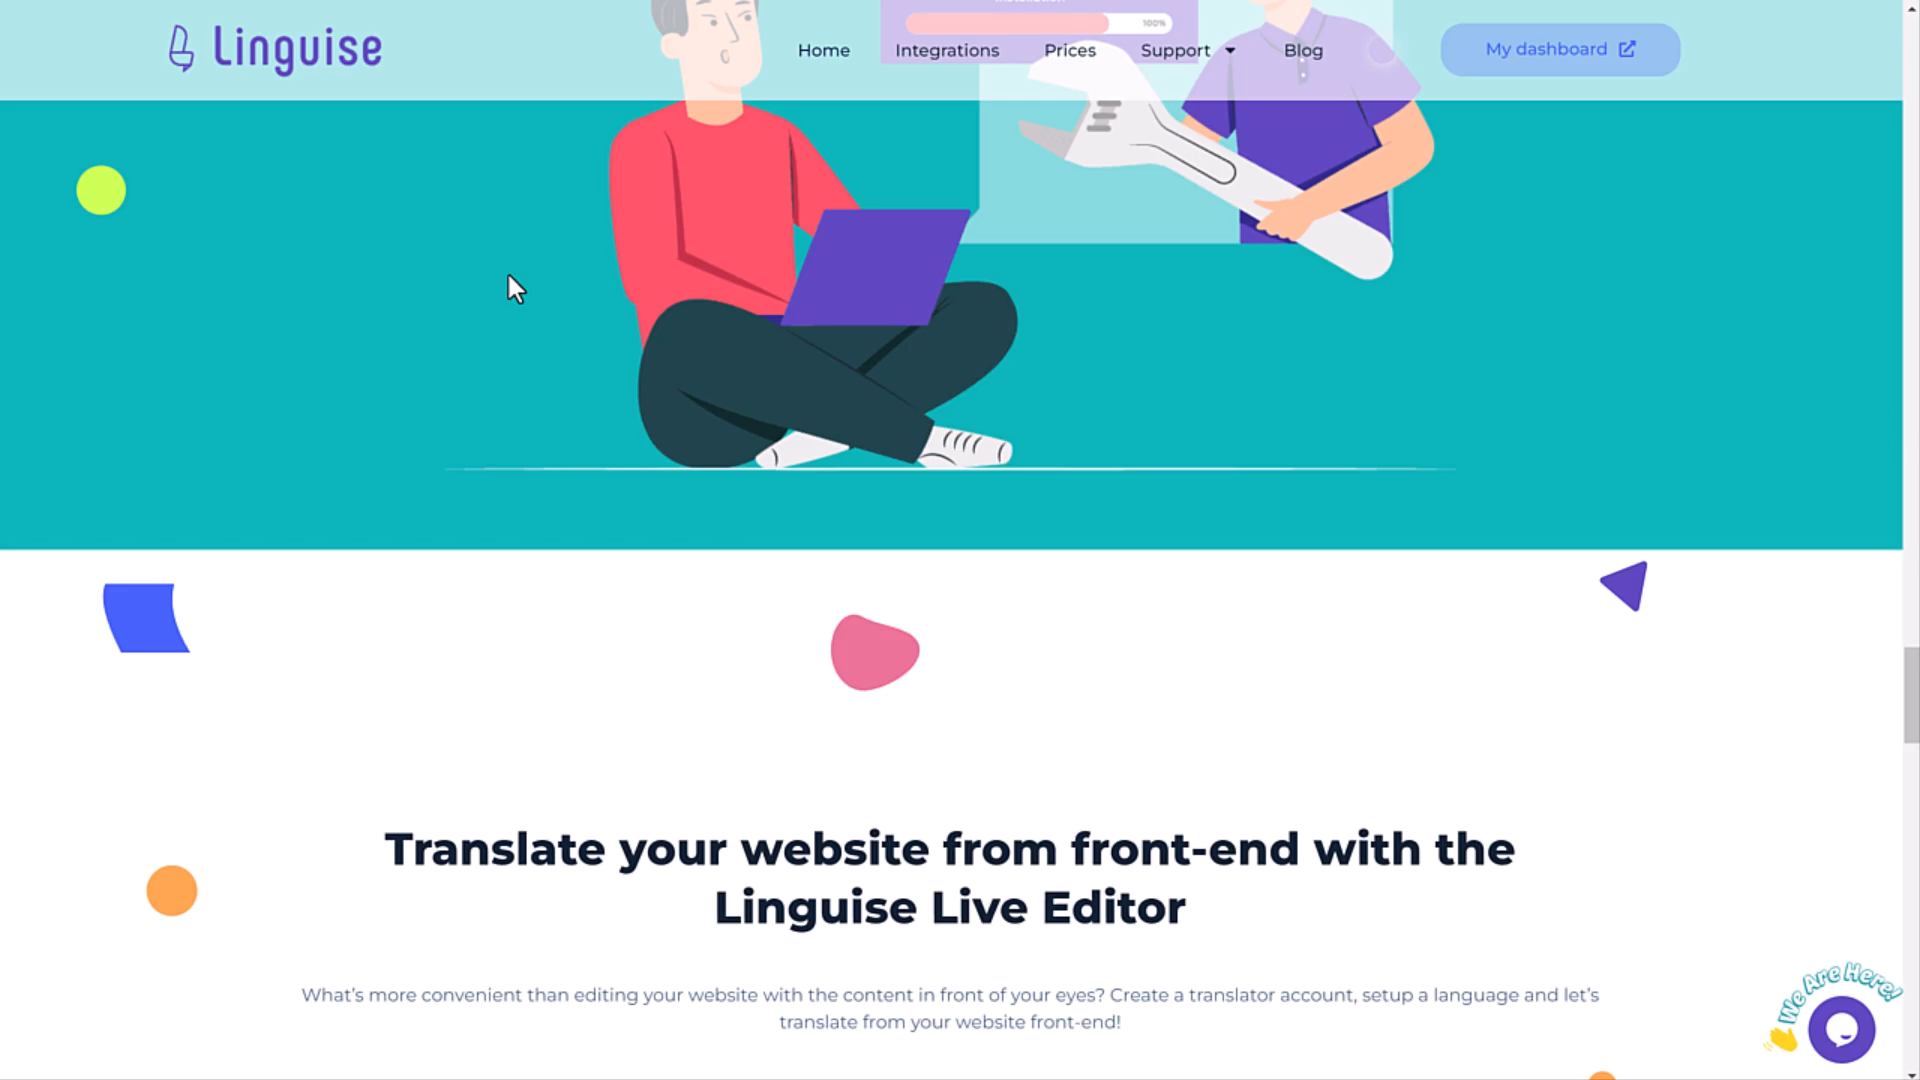 100%
Linguise
Home
Integrations
Prices
Support
Blog
My dashboard
Translate your website from front-end with the
Linguise Live Editor
What's more convenient than editing your website with the content in front of your eyes? Create a translator account, setup a language and let's
translate from your website front-end!
We Are Here!